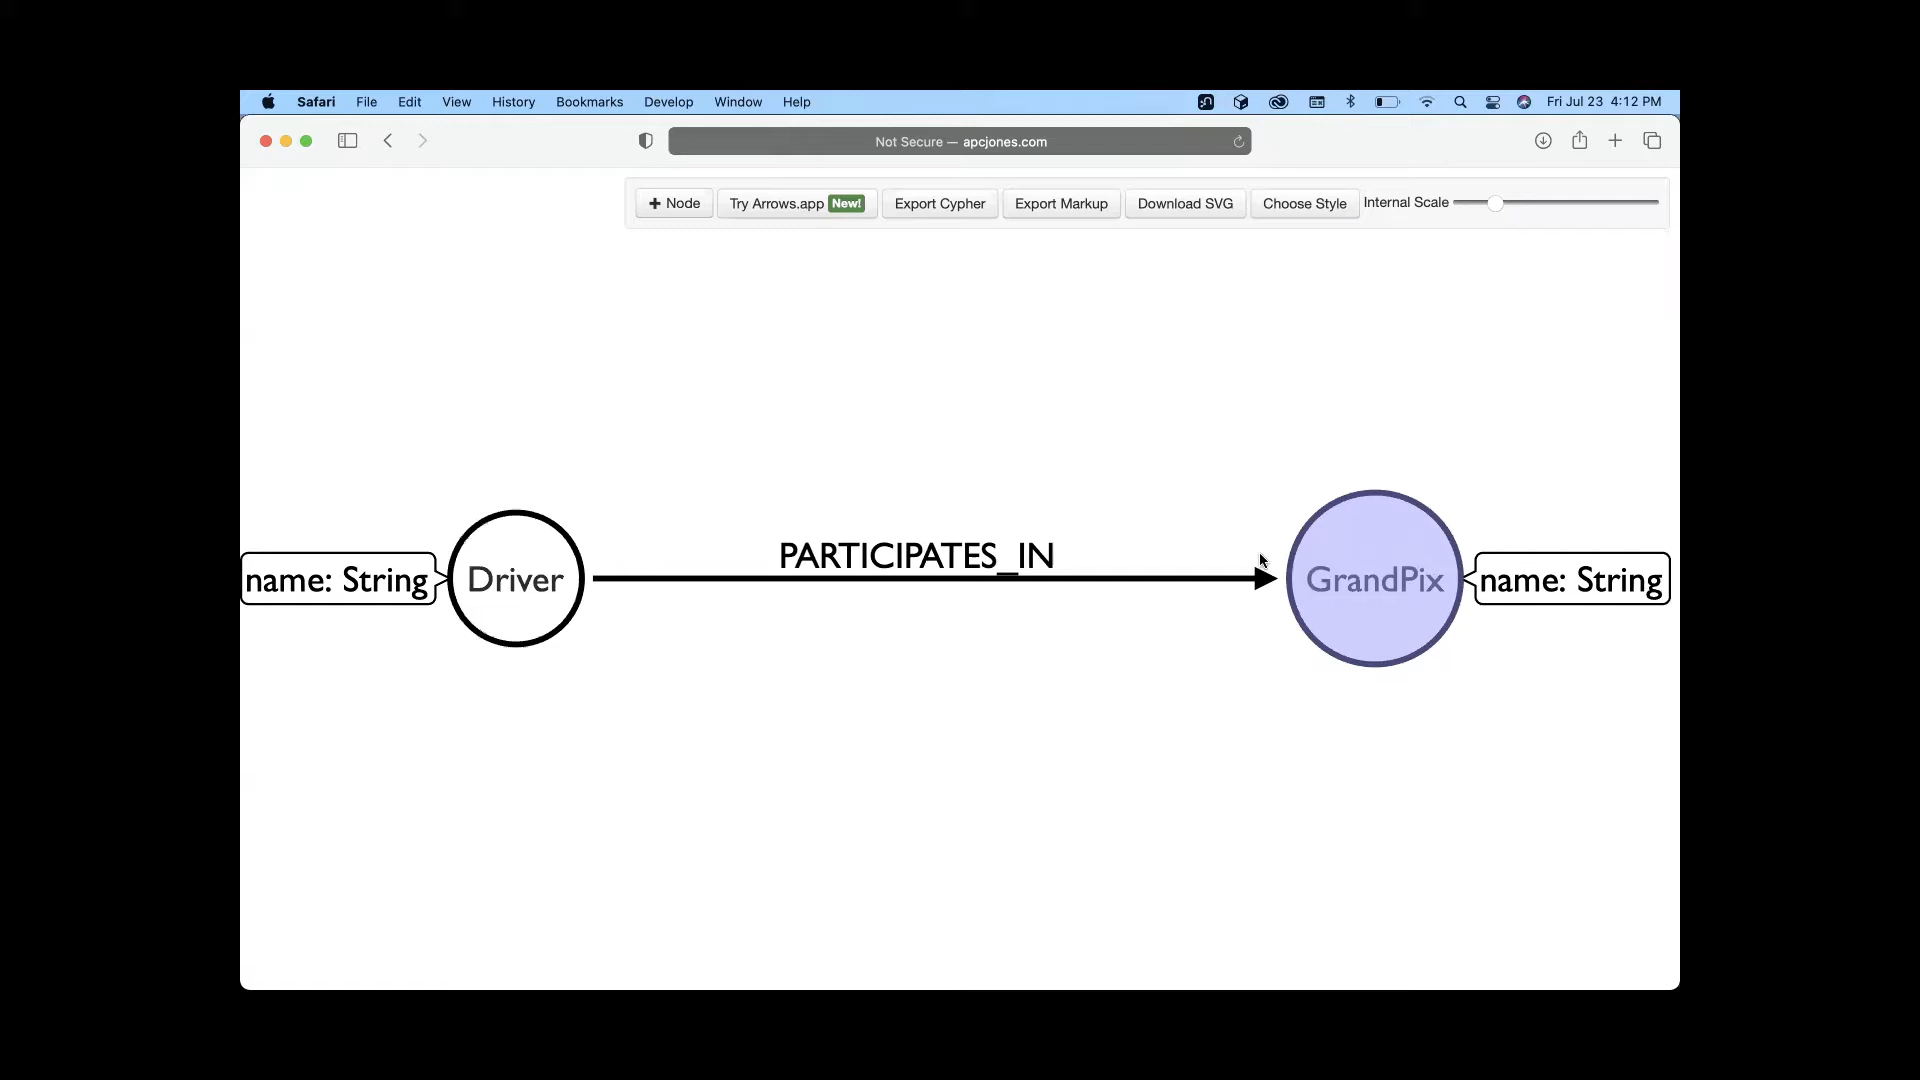 Safari File Edit View History Bookmarks Develop Window Help Fri Jul 23 4:12 PM
Not Secure — apcjones.com
+ Node Try Arrows.app New! Export Cypher Export Markup Download SVG Choose Style Internal Scale
PARTICIPATES_IN
name: String Driver GrandPix name: String